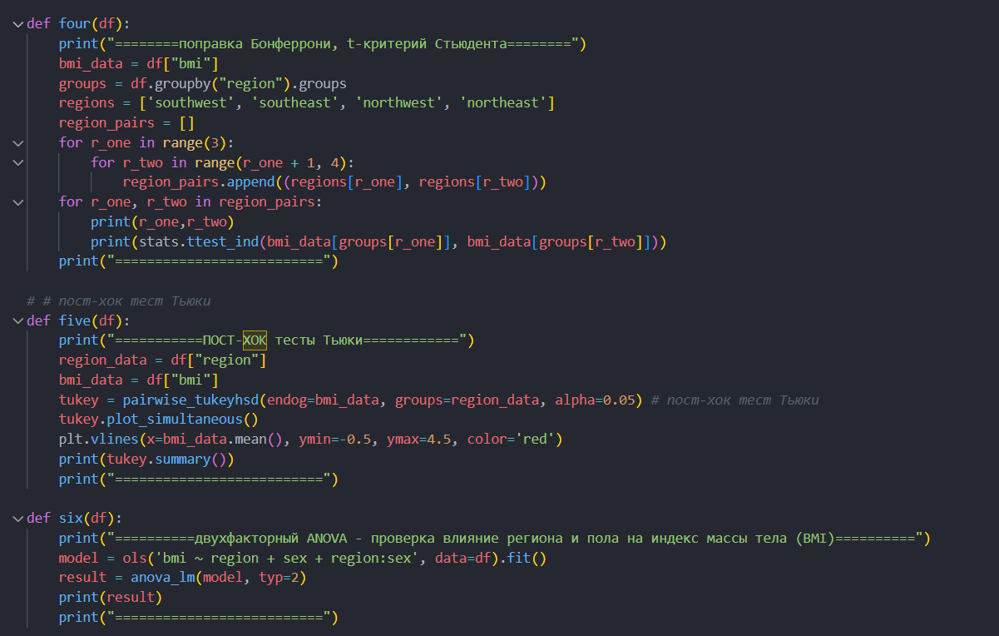 def four(df):
    print("========поправка Бонферрони, t-критерий Стьюдента========")
    bmi_data = df["bmi"]
    groups = df.groupby("region").groups
    regions = ['southwest', 'southeast', 'northwest', 'northeast']
    region_pairs = []
    for r_one in range(3):
        for r_two in range(r_one + 1, 4):
            region_pairs.append((regions[r_one], regions[r_two]))
    for r_one, r_two in region_pairs:
        print(r_one,r_two)
        print(stats.ttest_ind(bmi_data[groups[r_one]], bmi_data[groups[r_two]]))
    print("==========================")
# # пост-хок тест Тьюки
def five(df):
    print("===========ПОСТ-ХОК тесты Тьюки============")
    region_data = df["region"]
    bmi_data = df["bmi"]
    tukey = pairwise_tukeyhsd(endog=bmi_data, groups=region_data, alpha=0.05) # пост-хок тест Тьюки
    tukey.plot_simultaneous()
    plt.vlines(x=bmi_data.mean(), ymin=-0.5, ymax=4.5, color='red')
    print(tukey.summary())
    print("==========================")
def six(df):
    print("==========двухфакторный ANOVA - проверка влияние региона и пола на индекс массы тела (BMI)==========")
    model = ols('bmi ~ region + sex + region:sex', data=df).fit()
    result = anova_lm(model, typ=2)
    print(result)
    print("==========================")